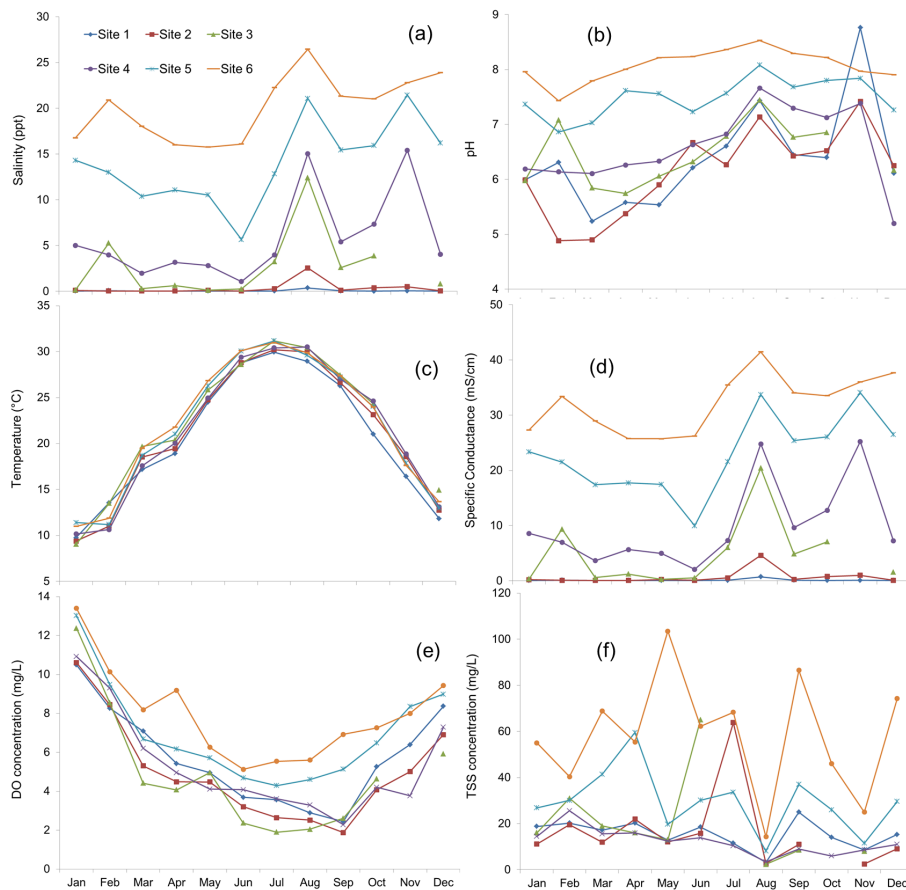 Salinity (ppt)
30
25
20
15
10
5
0
Site 1
Site 2
Site 3
Site 4
Site 5
Site 6
(a)
pH
9
8
7
6
5
4
(b)
Temperature (°C)
35
30
25
20
15
10
5
(c)
Specific Conductance (mS/cm)
50
40
30
20
10
0
(d)
DO concentration (mg/L)
14
12
10
8
6
4
2
0
(e)
Jan Feb Mar Apr May Jun Jul Aug Sep Oct Nov Dec
TSS concentration (mg/L)
120
100
80
60
40
20
0
(f)
Jan Feb Mar Apr May Jun Jul Aug Sep Oct Nov Dec